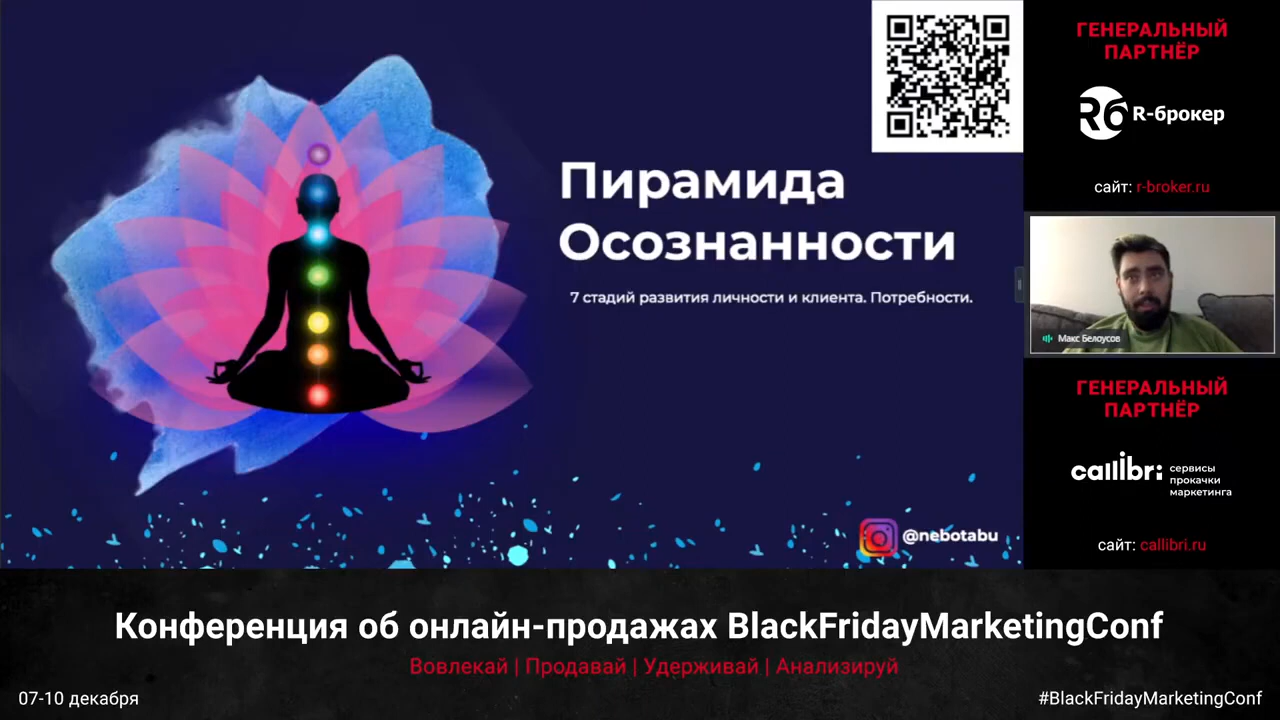 Пирамида
Осознанности
7 стадий развития личности и клиента. Потребности.
@nebotabu
ГЕНЕРАЛЬНЫЙ
ПАРТНЁР
R6 R-брокер
сайт: r-broker.ru
Макс Белоусов
ГЕНЕРАЛЬНЫЙ
ПАРТНЁР
callibri
сервисы
прокачки
маркетинга
сайт: callibri.ru
Конференция об онлайн-продажах BlackFridayMarketingConf
Вовлекай | Продавай | Удерживай | Анализируй
07-10 декабря
#BlackFridayMarketingConf